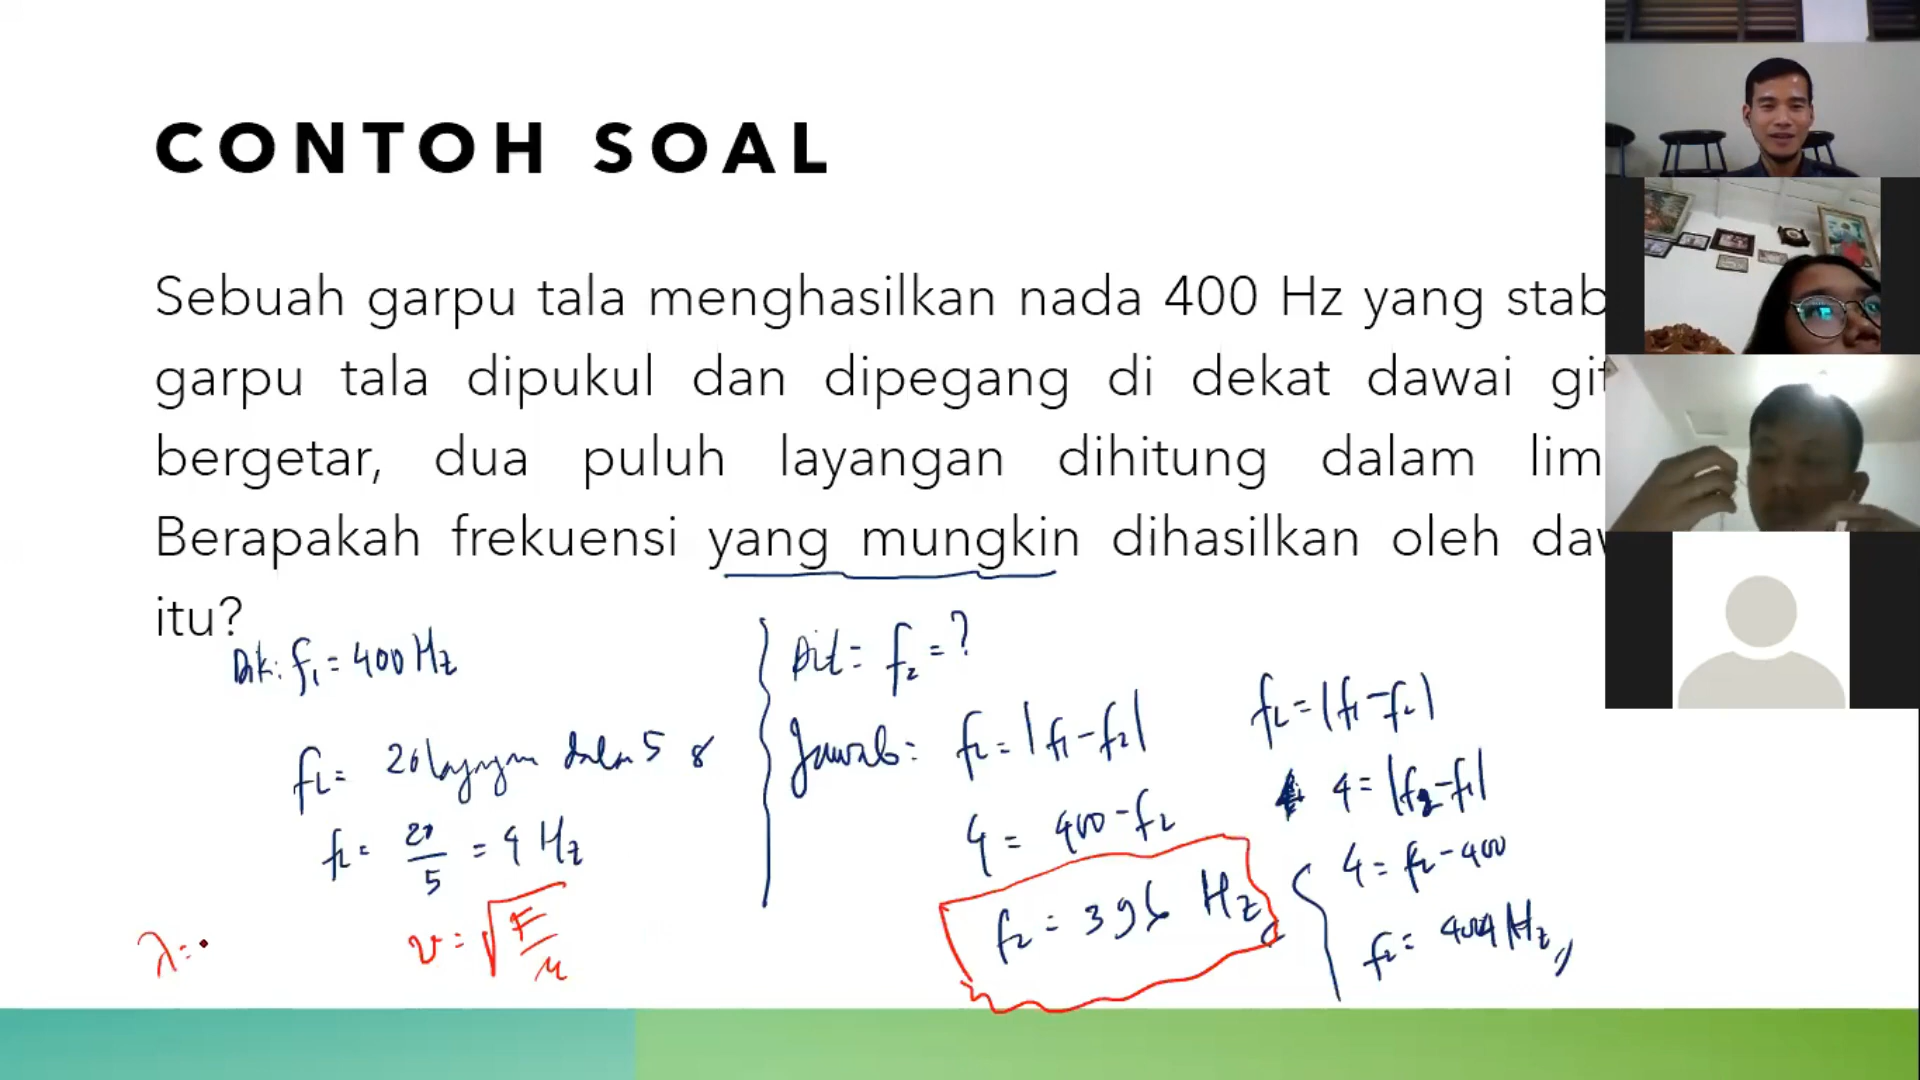 CONTOH SOAL
Sebuah garpu tala menghasilkan nada 400 Hz yang stab
garpu tala dipukul dan dipegang di dekat dawai git
bergetar, dua puluh layangan dihitung dalam lim
Berapakah frekuensi yang mungkin dihasilkan oleh daw
itu?
Dik: f₁ = 400 Hz
fL = 20 layangan dalam 5 s
fL = 20/5 = 4 Hz
v = √F/μ
λ =
Dit = f₂ = ?
Jawab: fL = |f₁ - f₂|
4 = 400 - f₂
f₂ = 396 Hz
fL = |f₁ - f₂|
4 = |f₂ - f₁|
4 = f₂ - 400
f₂ = 404 Hz //